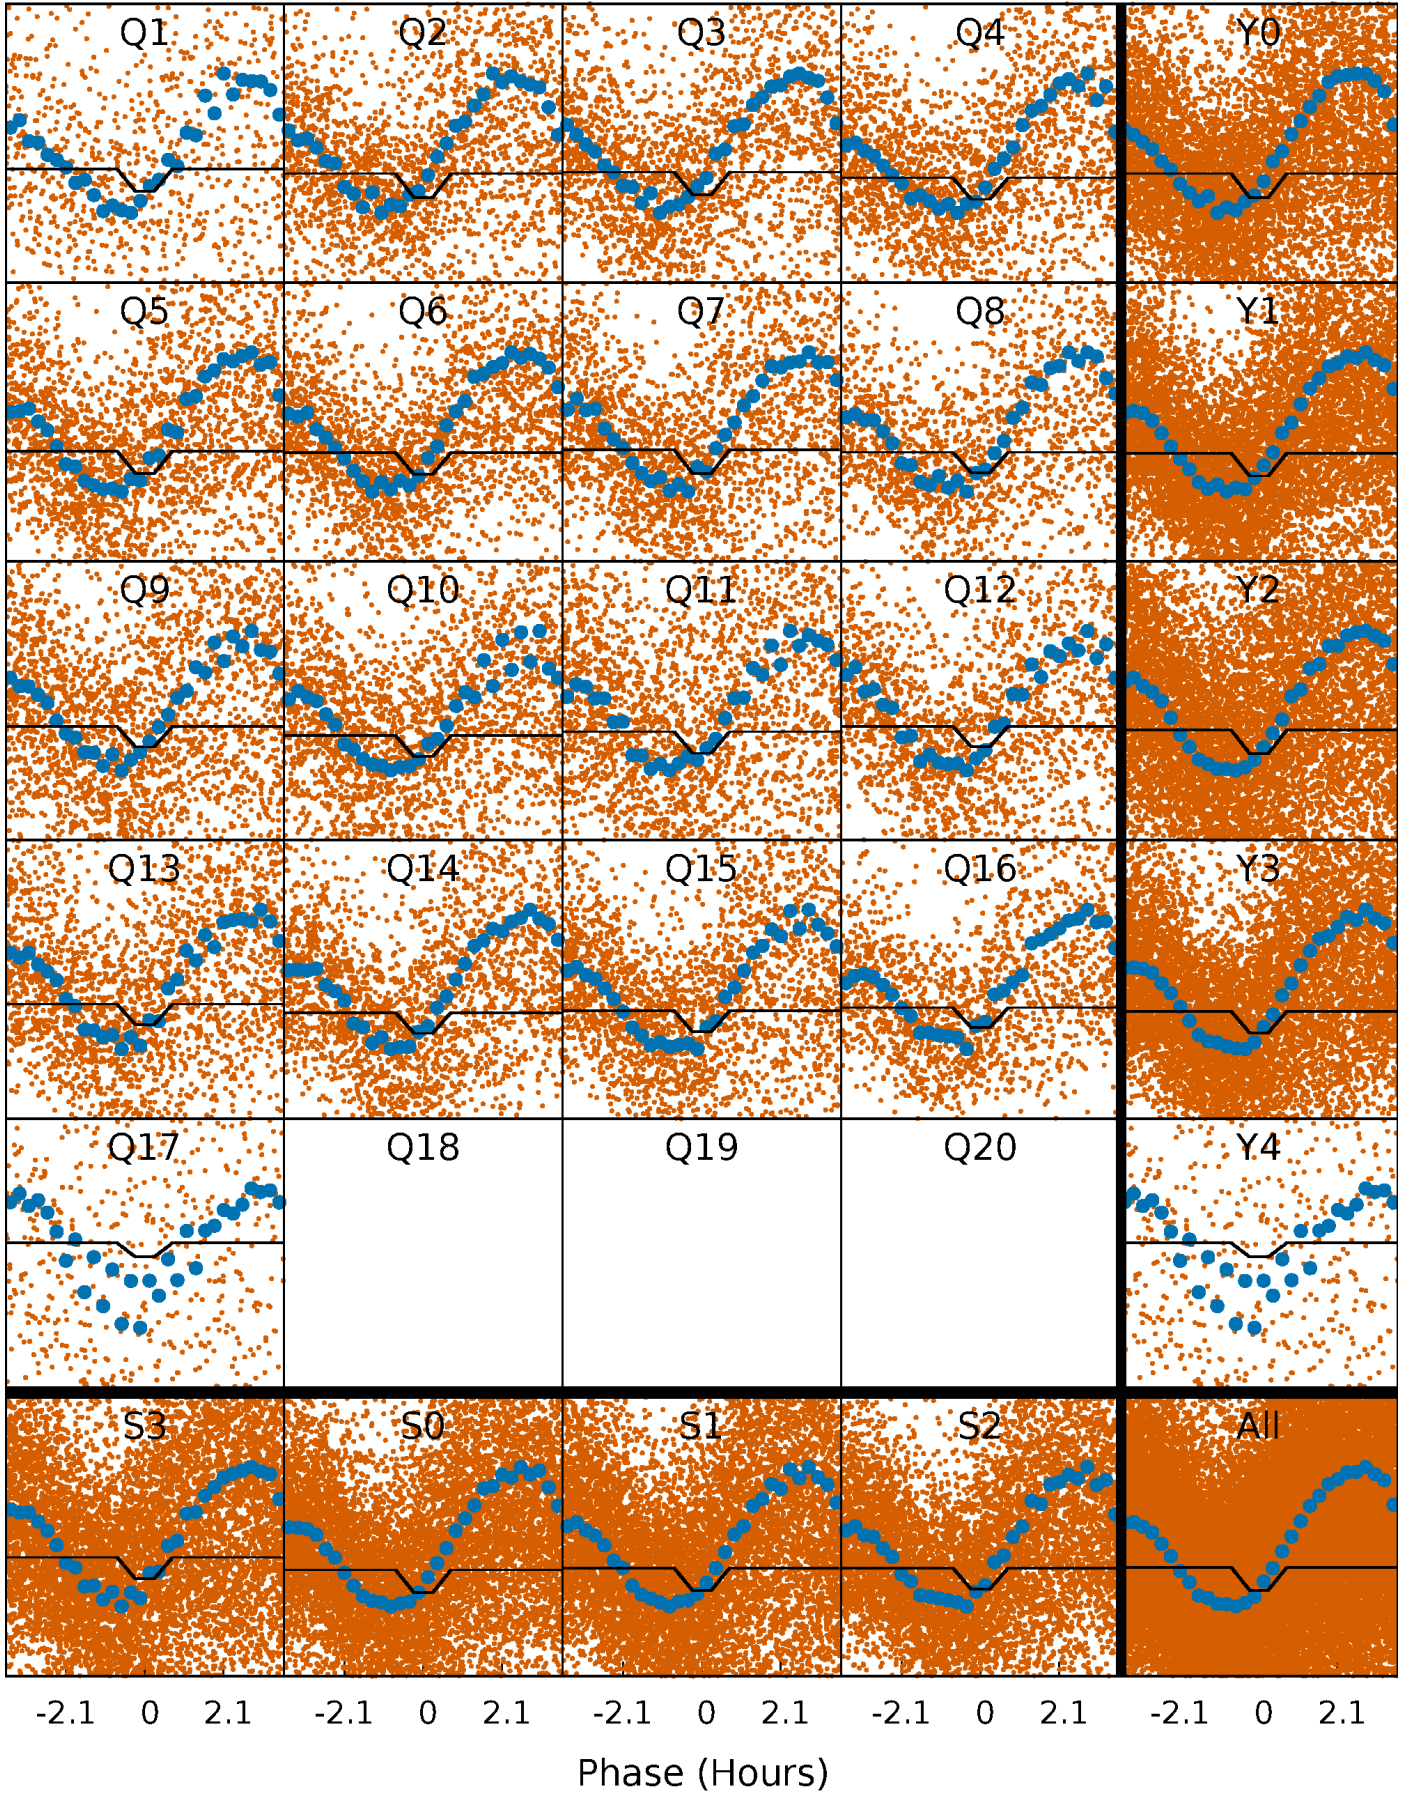 Q1 Q2 Q3 Q4 Y0
Q5 Q6 Q7 Q8 Y1
Q9 Q10 Q11 Q12 Y2
Q13 Q14 Q15 Q16 Y3
Q17 Q18 Q19 Q20 Y4
S3 S0 S1 S2 All
-2.1 0 2.1 -2.1 0 2.1 -2.1 0 2.1 -2.1 0 2.1 -2.1 0 2.1
Phase (Hours)